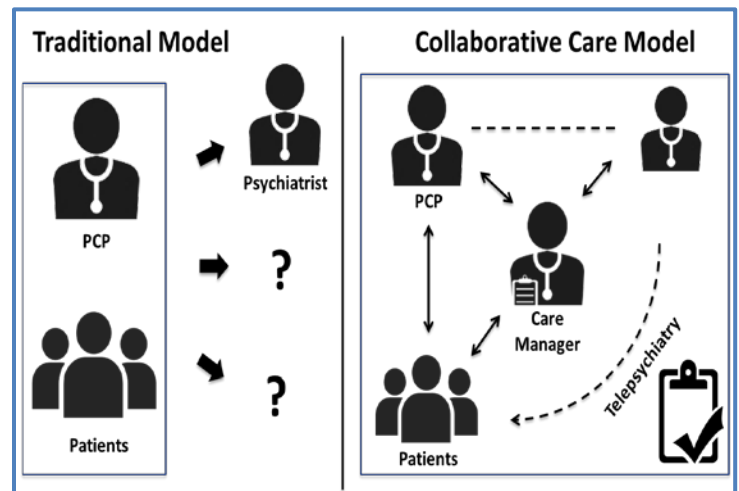 Traditional Model
Psychiatrist
PCP
?
?
Patients
Collaborative Care Model
PCP
Care
Manager
Telepsychiatry
Patients